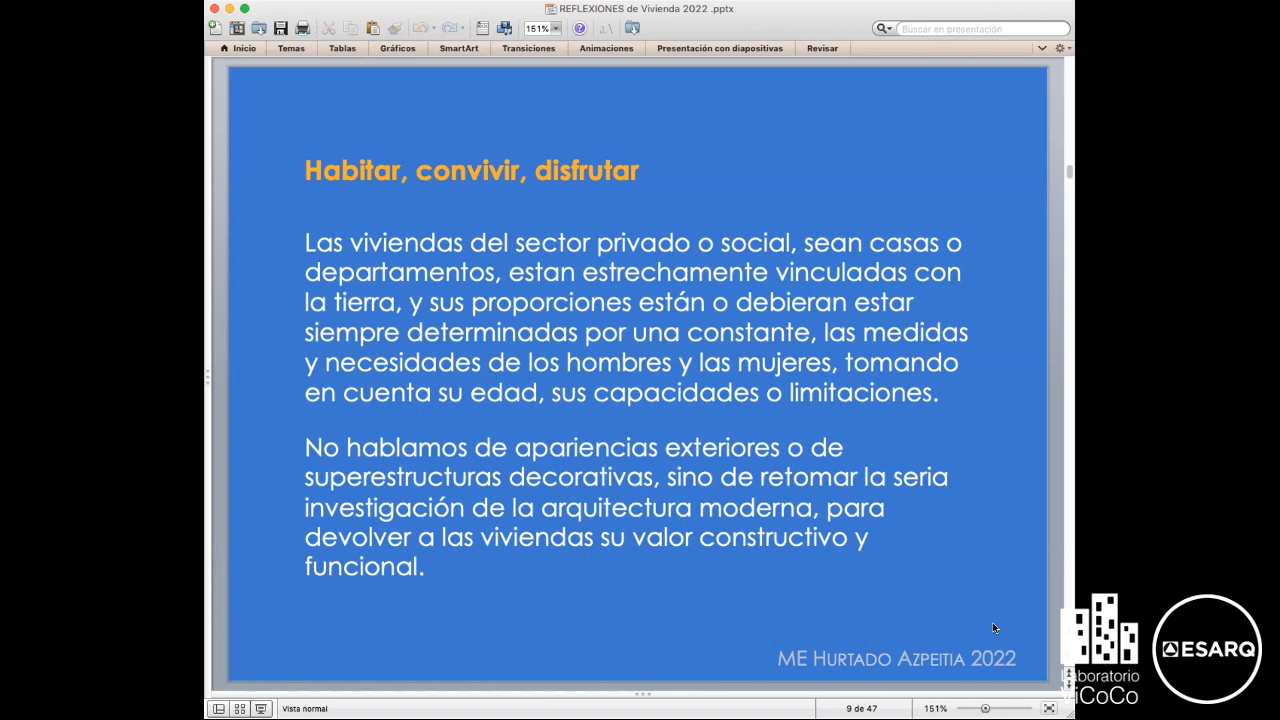 REFLEXIONES de Vivienda 2022 .pptx
151%
Buscar en presentación
Inicio Temas Tablas Gráficos SmartArt Transiciones Animaciones Presentación con diapositivas Revisar
Habitar, convivir, disfrutar
Las viviendas del sector privado o social, sean casas o
departamentos, estan estrechamente vinculadas con
la tierra, y sus proporciones están o debieran estar
siempre determinadas por una constante, las medidas
y necesidades de los hombres y las mujeres, tomando
en cuenta su edad, sus capacidades o limitaciones.
No hablamos de apariencias exteriores o de
superestructuras decorativas, sino de retomar la seria
investigación de la arquitectura moderna, para
devolver a las viviendas su valor constructivo y
funcional.
ME HURTADO AZPEITIA 2022
Laboratorio
ViCoCo
ESARQ
Vista normal
9 de 47
151%